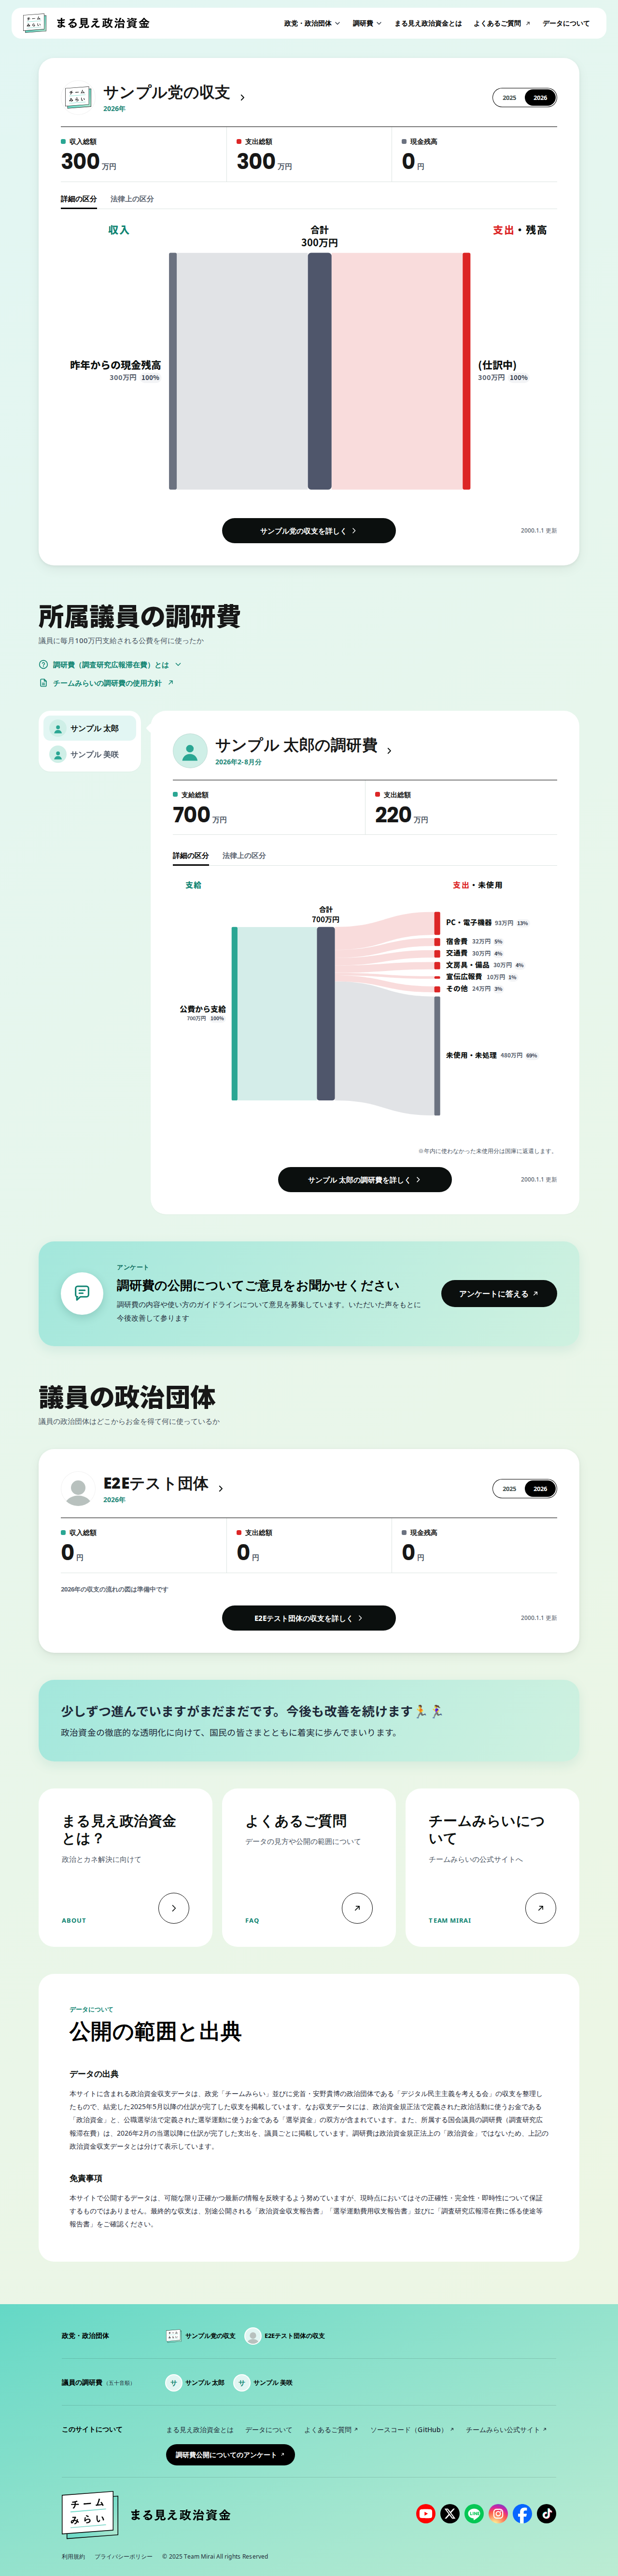 チーム
みらい
まる見え政治資金
政党・政治団体
調研費
まる見え政治資金とは
よくあるご質問
データについて
チーム
みらい
サンプル党の収支
2026年
2025
2026
収入総額
300万円
支出総額
300万円
現金残高
0円
詳細の区分
法律上の区分
収入
合計
300万円
支出・残高
昨年からの現金残高
300万円 100%
(仕訳中)
300万円 100%
サンプル党の収支を詳しく
2000.1.1 更新
所属議員の調研費
議員に毎月100万円支給される公費を何に使ったか
調研費（調査研究広報滞在費）とは
チームみらいの調研費の使用方針
サンプル 太郎
サンプル 美咲
サンプル 太郎の調研費
2026年2-8月分
支給総額
700万円
支出総額
220万円
詳細の区分
法律上の区分
支給
合計
700万円
支出・未使用
公費から支給
700万円 100%
PC・電子機器 93万円 13%
宿舎費 32万円 5%
交通費 30万円 4%
文房具・備品 30万円 4%
宣伝広報費 10万円 1%
その他 24万円 3%
未使用・未処理 480万円 69%
※年内に使わなかった未使用分は国庫に返還します。
サンプル 太郎の調研費を詳しく
2000.1.1 更新
アンケート
調研費の公開についてご意見をお聞かせください
調研費の内容や使い方のガイドラインについて意見を募集しています。いただいた声をもとに
今後改善して参ります
アンケートに答える
議員の政治団体
議員の政治団体はどこからお金を得て何に使っているか
E2Eテスト団体
2026年
2025
2026
収入総額
0円
支出総額
0円
現金残高
0円
2026年の収支の流れの図は準備中です
E2Eテスト団体の収支を詳しく
2000.1.1 更新
少しずつ進んでいますがまだまだです。今後も改善を続けます🏃🏃‍♀️
政治資金の徹底的な透明化に向けて、国民の皆さまとともに着実に歩んでまいります。
まる見え政治資金
とは？
政治とカネ解決に向けて
ABOUT
よくあるご質問
データの見方や公開の範囲について
FAQ
チームみらいにつ
いて
チームみらいの公式サイトへ
TEAM MIRAI
データについて
公開の範囲と出典
データの出典
本サイトに含まれる政治資金収支データは、政党「チームみらい」並びに党首・安野貴博の政治団体である「デジタル民主主義を考える会」の収支を整理し
たもので、結党した2025年5月以降の仕訳が完了した収支を掲載しています。なお収支データには、政治資金規正法で定義された政治活動に使うお金である
「政治資金」と、公職選挙法で定義された選挙運動に使うお金である「選挙資金」の双方が含まれています。また、所属する国会議員の調研費（調査研究広
報滞在費）は、2026年2月の当選以降に仕訳が完了した支出を、議員ごとに掲載しています。調研費は政治資金規正法上の「政治資金」ではないため、上記の
政治資金収支データとは分けて表示しています。
免責事項
本サイトで公開するデータは、可能な限り正確かつ最新の情報を反映するよう努めていますが、現時点においてはその正確性・完全性・即時性について保証
するものではありません。最終的な収支は、別途公開される「政治資金収支報告書」「選挙運動費用収支報告書」並びに「調査研究広報滞在費に係る使途等
報告書」をご確認ください。
政党・政治団体
サンプル党の収支
E2Eテスト団体の収支
議員の調研費（五十音順）
サ サンプル 太郎
サ サンプル 美咲
このサイトについて
まる見え政治資金とは
データについて
よくあるご質問
ソースコード（GitHub）
チームみらい公式サイト
調研費公開についてのアンケート
チーム
みらい
まる見え政治資金
利用規約
プライバシーポリシー
© 2025 Team Mirai All rights Reserved